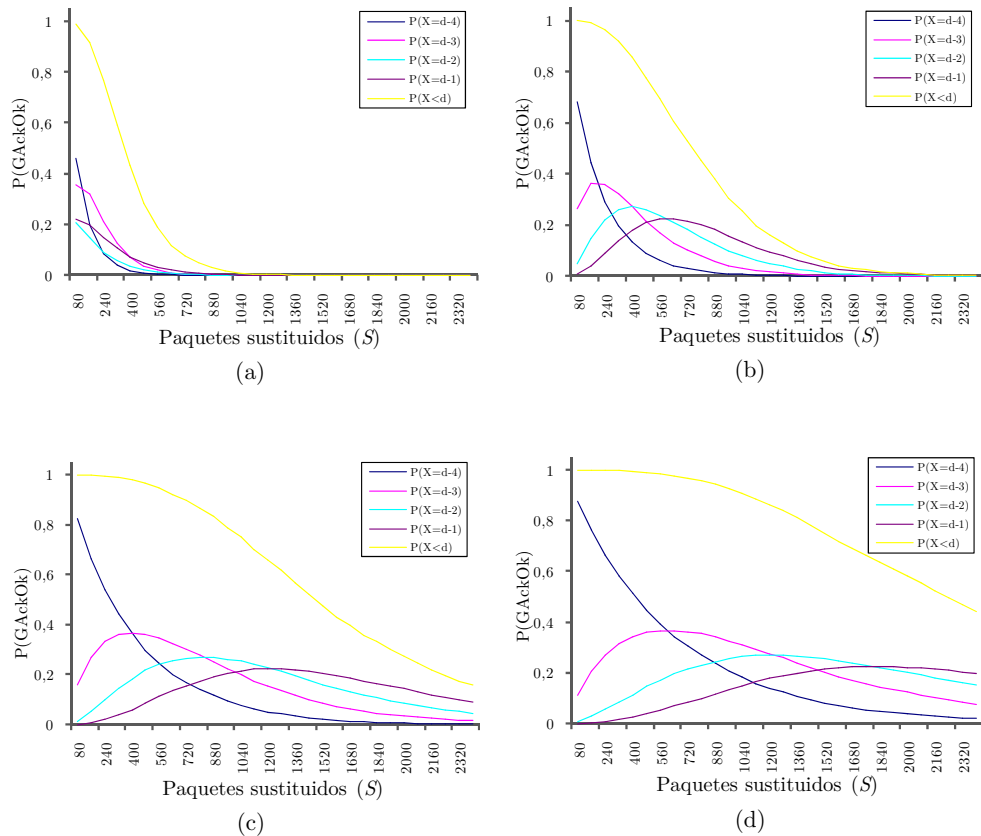 P(X=d-4)
P(X=d-3)
P(X=d-2)
P(X=d-1)
P(X<d)
P(GAckOk)
1
0,8
0,6
0,4
0,2
0
80 240 400 560 720 880 1040 1200 1360 1520 1680 1840 2000 2160 2320
Paquetes sustituidos (S)
(a)
P(X=d-4)
P(X=d-3)
P(X=d-2)
P(X=d-1)
P(X<d)
P(GAckOk)
1
0,8
0,6
0,4
0,2
0
80 240 400 560 720 880 1040 1200 1360 1520 1680 1840 2000 2160 2320
Paquetes sustituidos (S)
(b)
P(X=d-4)
P(X=d-3)
P(X=d-2)
P(X=d-1)
P(X<d)
P(GAckOk)
1
0,8
0,6
0,4
0,2
0
80 240 400 560 720 880 1040 1200 1360 1520 1680 1840 2000 2160 2320
Paquetes sustituidos (S)
(c)
P(X=d-4)
P(X=d-3)
P(X=d-2)
P(X=d-1)
P(X<d)
P(GAckOk)
1
0,8
0,6
0,4
0,2
0
80 240 400 560 720 880 1040 1200 1360 1520 1680 1840 2000 2160 2320
Paquetes sustituidos (S)
(d)